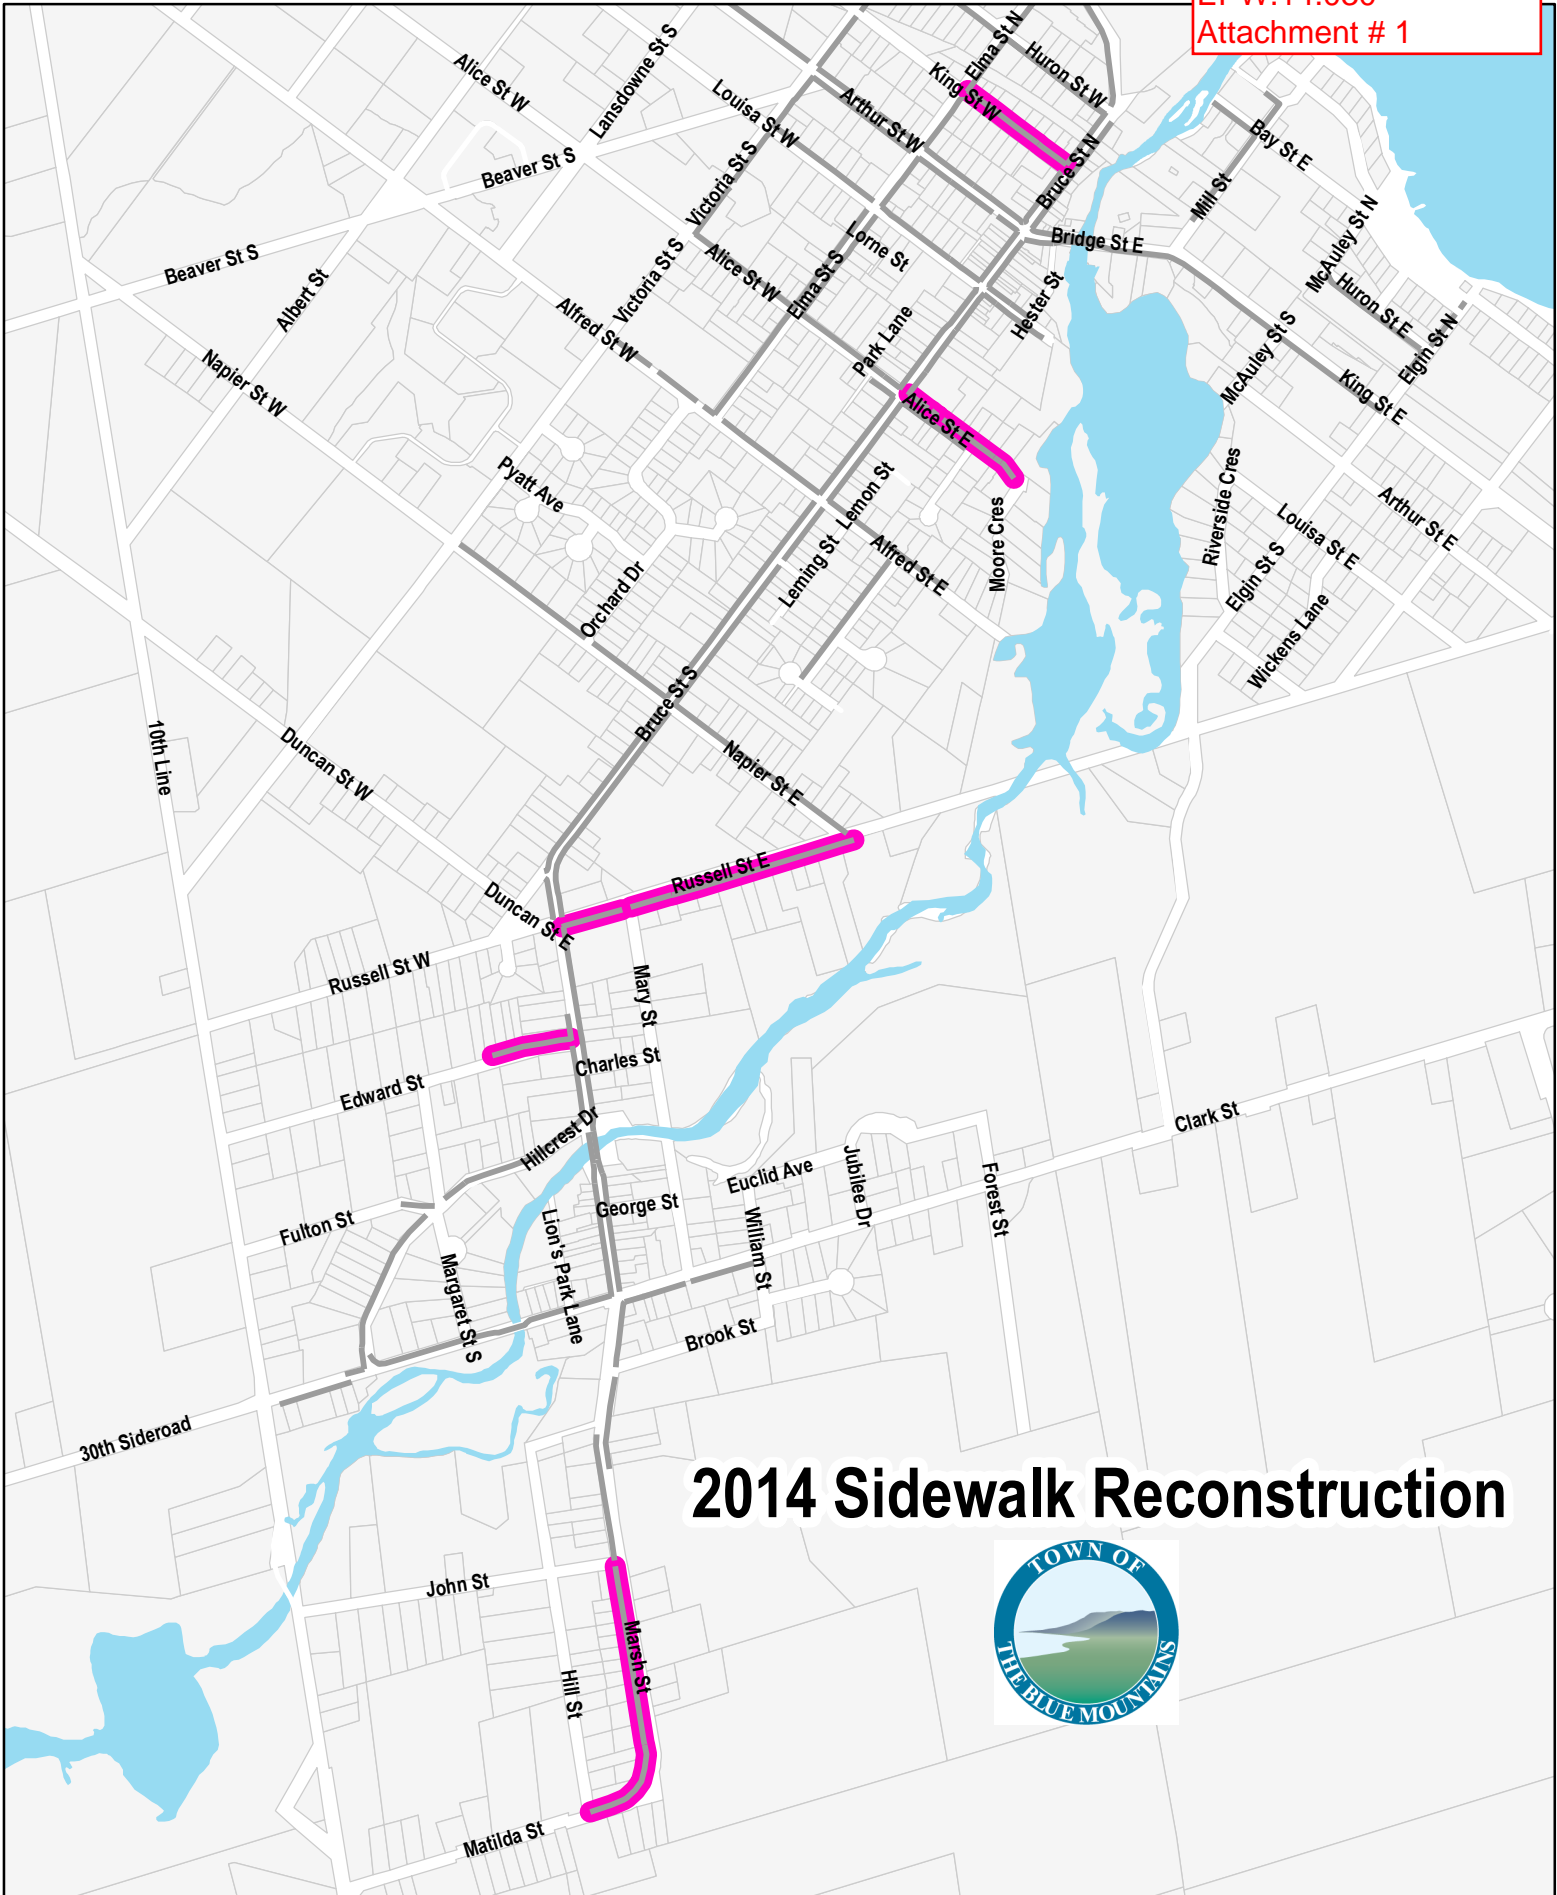 Attachment # 1
Elma St N
Huron St W
King St W
Lansdowne St S
Alice St W
Louisa St W
Arthur St W
Bay St E
Beaver St S
Victoria St S
Bruce St N
Mill St
McAuley St N
Lorne St
Bridge St E
Beaver St S
Albert St
Victoria St S
Alice St W
Elma St S
Hester St
Huron St E
Elgin St N
Alfred St W
Park Lane
McAuley St S
King St E
Napier St W
Alice St E
Pyatt Ave
Lemon St
Moore Cres
Riverside Cres
Arthur St E
Louisa St E
Elgin St S
Leming St
Alfred St E
Orchard Dr
Wickens Lane
Bruce St S
10th Line
Duncan St W
Napier St E
Russell St E
Duncan St E
Russell St W
Mary St
Charles St
Edward St
Hillcrest Dr
Clark St
Euclid Ave
Jubilee Dr
Forest St
George St
Fulton St
Lion's Park Lane
William St
Margaret St S
Brook St
30th Sideroad
2014 Sidewalk Reconstruction
TOWN OF
THE BLUE MOUNTAINS
John St
Marsh St
Hill St
Matilda St